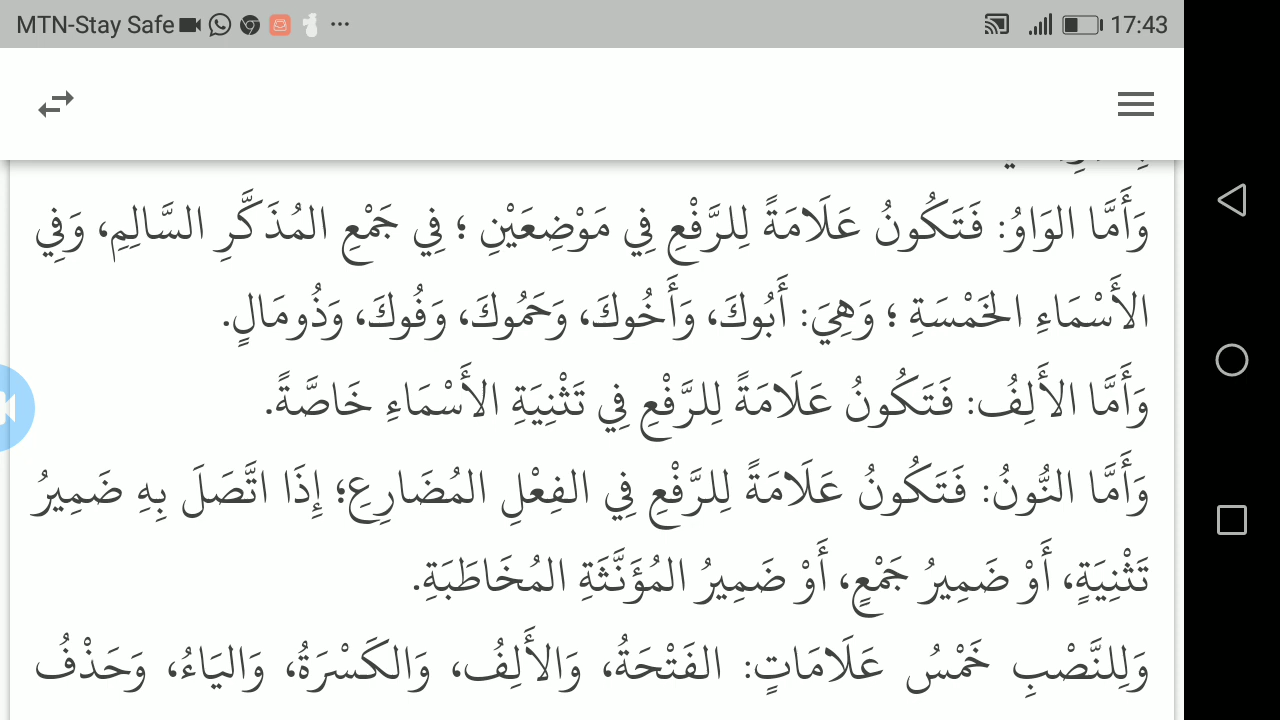 MTN-Stay Safe 17:43
وَأَمَّا الوَاوُ: فَتَكُونُ عَلَامَةً لِلرَّفْعِ فِي مَوْضِعَيْنِ ؛ فِي جَمْعِ المُذَكَّرِ السَّالِمِ، وَفِي
الأَسْمَاءِ الخَمْسَةِ ؛ وَهِيَ: أَبُوكَ، وَأَخُوكَ، وَحَمُوكَ، وَفُوكَ، وَذُومَالٍ.
وَأَمَّا الأَلِفُ: فَتَكُونُ عَلَامَةً لِلرَّفْعِ فِي تَثْنِيَةِ الأَسْمَاءِ خَاصَّةً.
وَأَمَّا النُّونُ: فَتَكُونُ عَلَامَةً لِلرَّفْعِ فِي الفِعْلِ المُضَارِعِ؛ إِذَا اتَّصَلَ بِهِ ضَمِيرُ
تَثْنِيَةٍ، أَوْ ضَمِيرُ جَمْعٍ، أَوْ ضَمِيرُ المُؤَنَّثَةِ المُخَاطَبَةِ.
وَلِلنَّصْبِ خَمْسُ عَلَامَاتٍ: الفَتْحَةُ، وَالأَلِفُ، وَالكَسْرَةُ، وَاليَاءُ، وَحَذْفُ